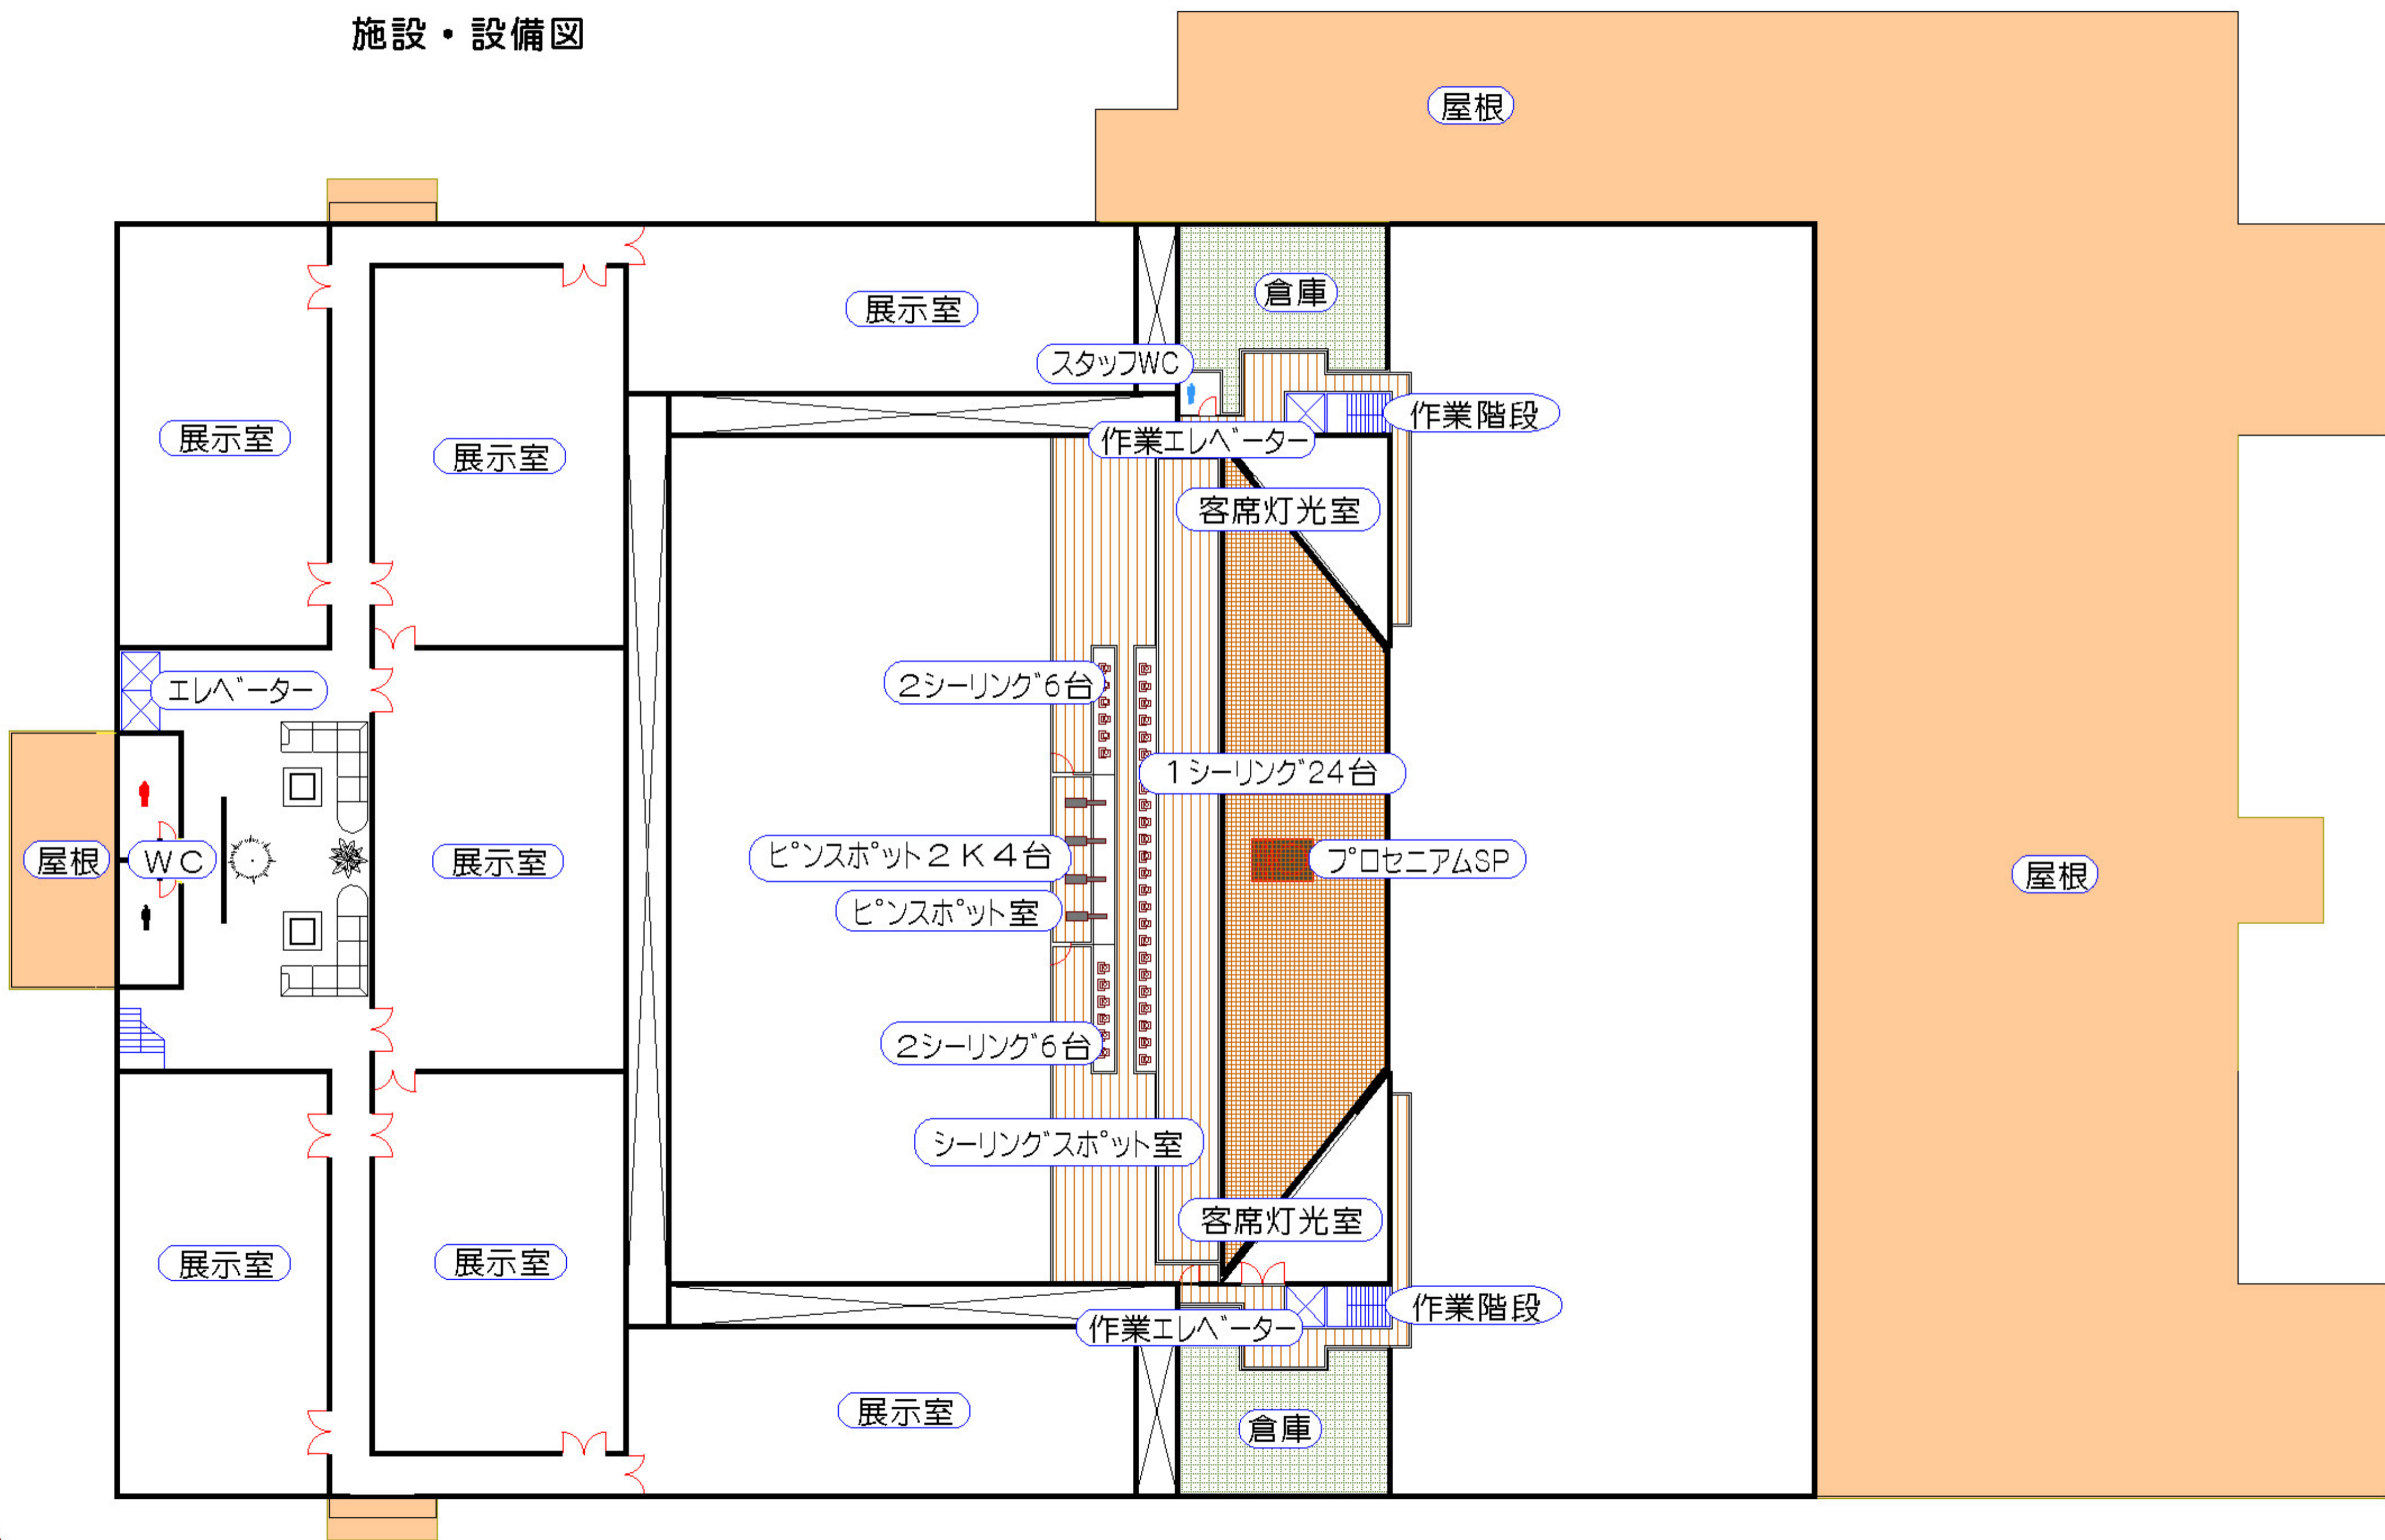 施設・設備図
屋根
倉庫
展示室
スタッフWC
作業階段
展示室
作業エレベーター
展示室
客席灯光室
2シーリング6台
エレベーター
1シーリング24台
ピンスポット2K4台
プロセニアムSP
屋根
WC
展示室
屋根
ピンスポット室
2シーリング6台
シーリングスポット室
客席灯光室
展示室
展示室
作業階段
作業エレベーター
展示室
倉庫